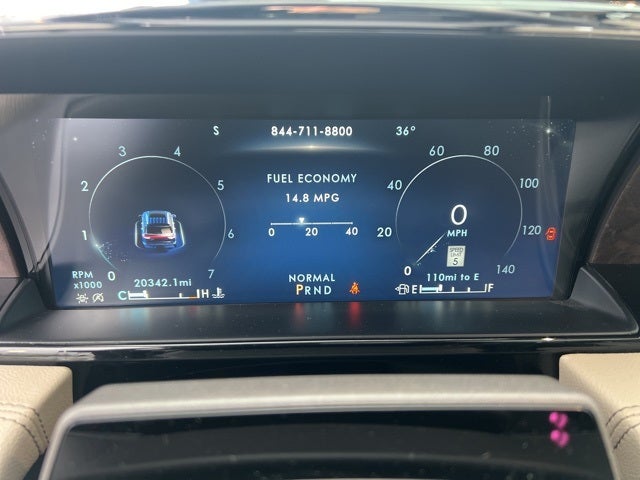 S 844-711-8800 36°
3 4 60 80
FUEL ECONOMY
2 5 40 100
14.8 MPG
0
1 6 0 20 40 20 MPH 120
SPEED
LIMIT
5
RPM 0 7 0 140
x1000
20342.1mi NORMAL 110mi to E
C H PRND E F